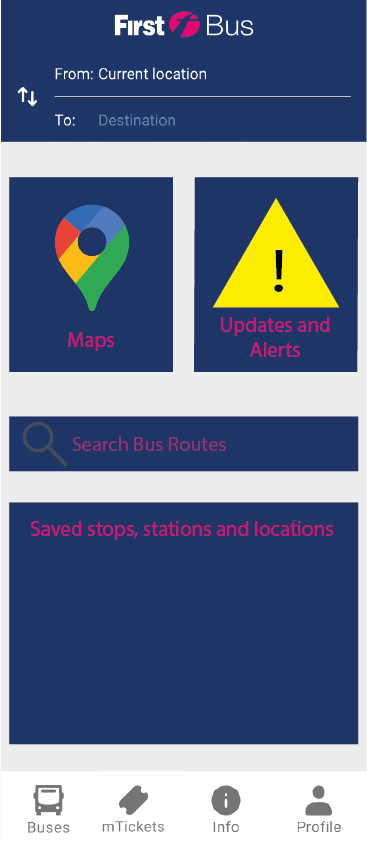 First Bus
From: Current location
To: Destination
Maps
!
Updates and
Alerts
Search Bus Routes
Saved stops, stations and locations
Buses
mTickets
Info
Profile